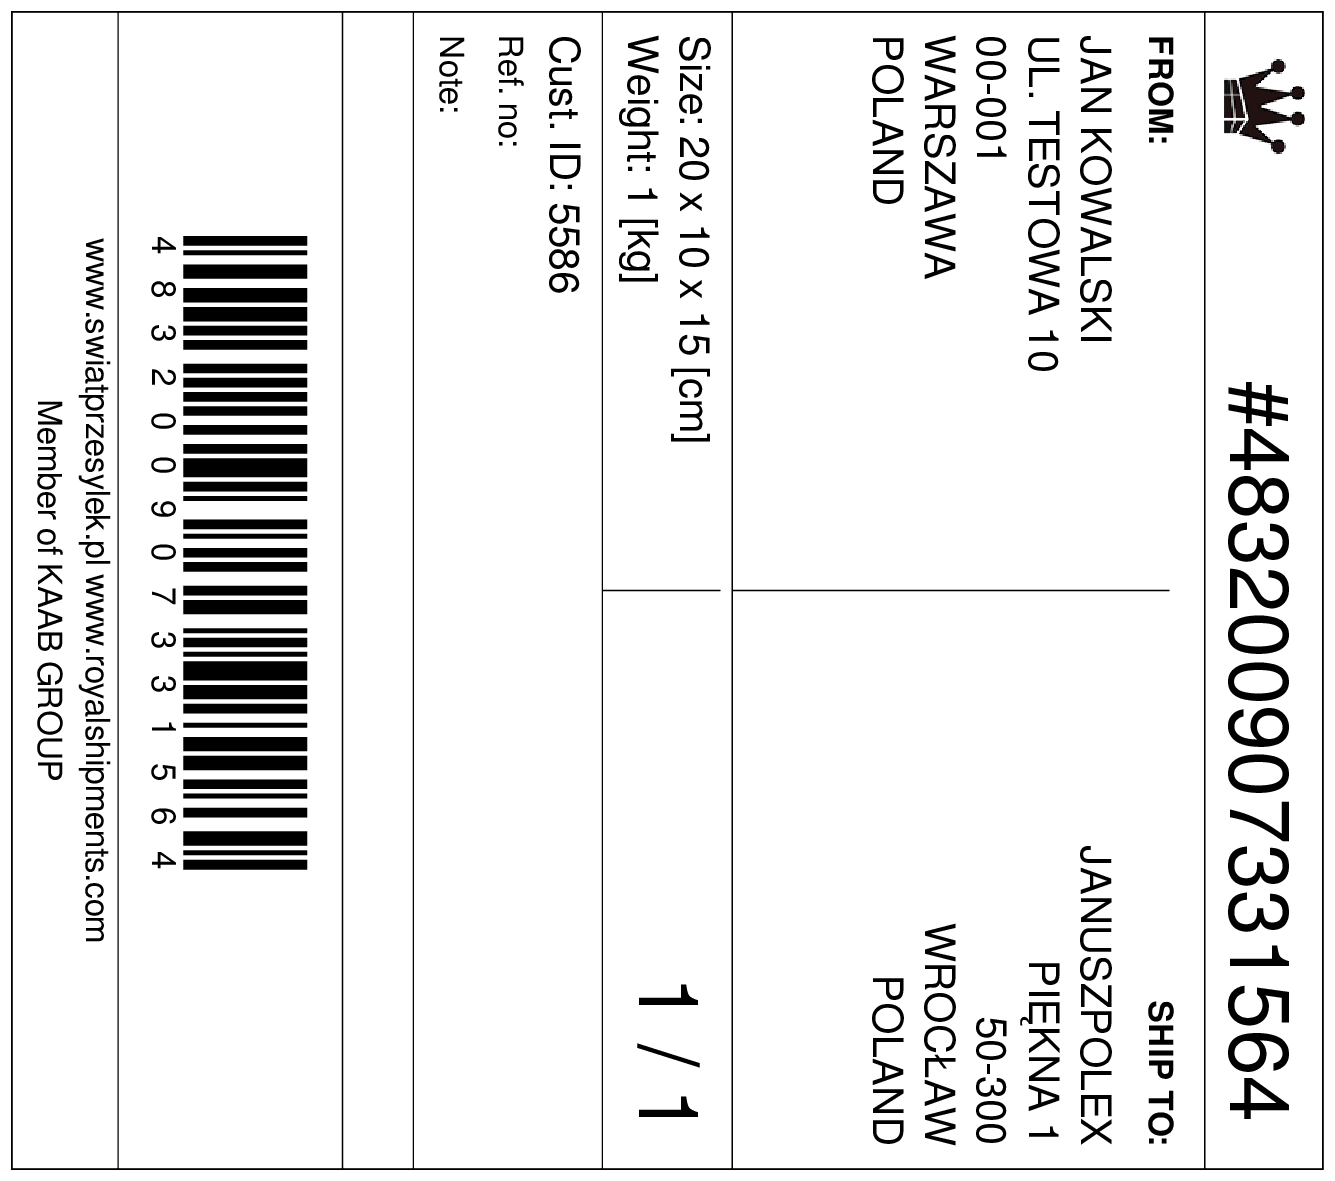 #483200907331564
FROM:
JAN KOWALSKI
UL. TESTOWA 10
00-001
WARSZAWA
POLAND
SHIP TO:
JANUSZPOLEX
PIĘKNA 1
50-300
WROCŁAW
POLAND
Size: 20 x 10 x 15 [cm]
Weight: 1 [kg]
1 / 1
Cust. ID: 5586
Ref. no:
Note:
4 8 3 2 0 0 9 0 7 3 3 1 5 6 4
www.swiatprzesylek.pl www.royalshipments.com
Member of KAAB GROUP